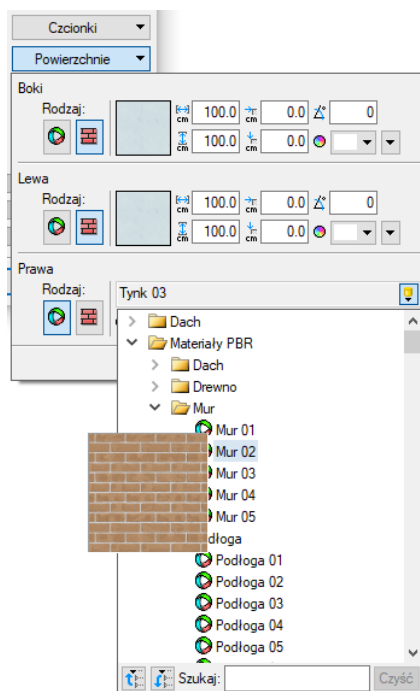 Czcionki
Powierzchnie
Boki
Rodzaj:
cm 100.0 cm 0.0 0
cm 100.0 cm 0.0
Lewa
Rodzaj:
cm 100.0 cm 0.0 0
cm 100.0 cm 0.0
Prawa
Rodzaj:
Tynk 03
Dach
Materiały PBR
Dach
Drewno
Mur
Mur 01
Mur 02
Mur 03
Mur 04
Mur 05
dłoga
Podłoga 01
Podłoga 02
Podłoga 03
Podłoga 04
Podłoga 05
Szukaj: Czyść